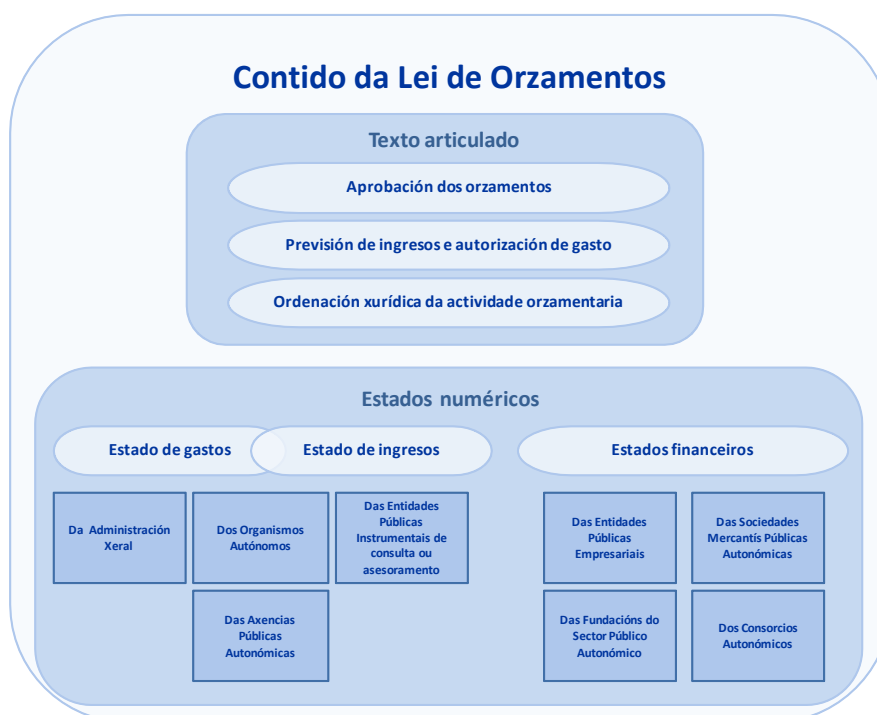 Contido da Lei de Orzamentos
Texto articulado
Aprobación dos orzamentos
Previsión de ingresos e autorización de gasto
Ordenación xurídica da actividade orzamentaria
Estados numéricos
Estado de gastos
Estado de ingresos
Estados financeiros
Da Administración
Xeral
Dos Organismos
Autónomos
Das Entidades
Públicas
Instrumentais de
consulta ou
asesoramento
Das Entidades
Públicas
Empresariais
Das Sociedades
Mercantís Públicas
Autonómicas
Das Axencias
Públicas
Autonómicas
Das Fundacións do
Sector Público
Autonómico
Dos Consorcios
Autonómicos